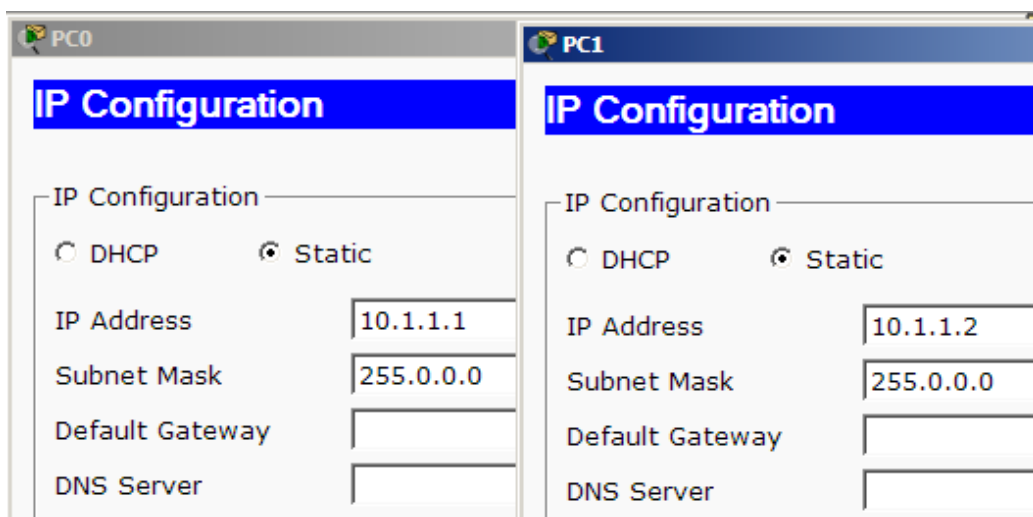 PC0
IP Configuration
IP Configuration
DHCP Static
IP Address 10.1.1.1
Subnet Mask 255.0.0.0
Default Gateway
DNS Server
PC1
IP Configuration
IP Configuration
DHCP Static
IP Address 10.1.1.2
Subnet Mask 255.0.0.0
Default Gateway
DNS Server